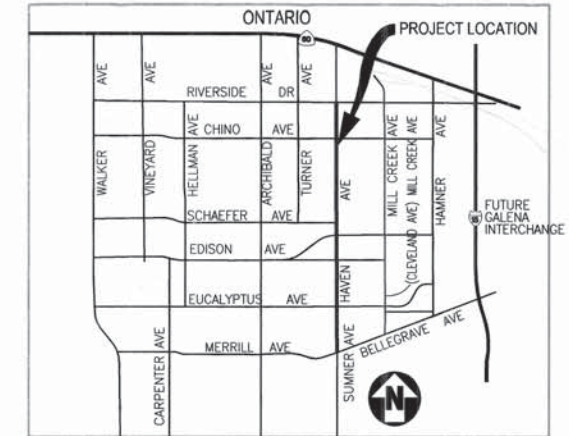 ONTARIO
60
PROJECT LOCATION
AVE
AVE
AVE
AVE
RIVERSIDE DR
AVE
CHINO AVE
AVE
AVE
WALKER
VINEYARD
HELLMAN
ARCHIBALD
TURNER
AVE
MILL CREEK
(CLEVELAND AVE) MILL CREEK
HAMNER
SCHAEFER AVE
15
FUTURE
GALENA
INTERCHANGE
EDISON AVE
HAVEN
EUCALYPTUS AVE
MERRILL AVE
BELLEGRAVE AVE
CARPENTER AVE
SUMNER AVE
N